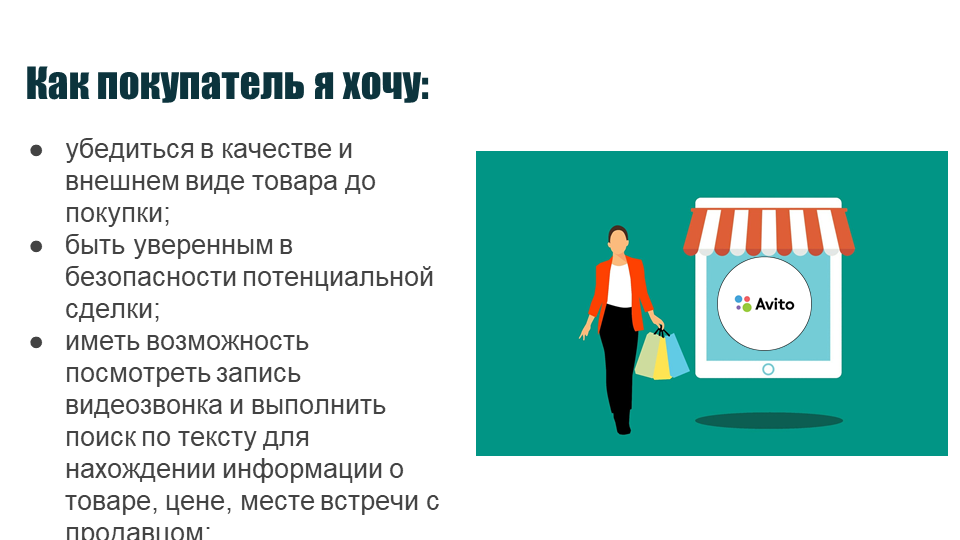 Как покупатель я хочу:
● убедиться в качестве и
внешнем виде товара до
покупки;
● быть уверенным в
безопасности потенциальной
сделки;
● иметь возможность
посмотреть запись
видеозвонка и выполнить
поиск по тексту для
нахождении информации о
товаре, цене, месте встречи с
продавцом;
Avito